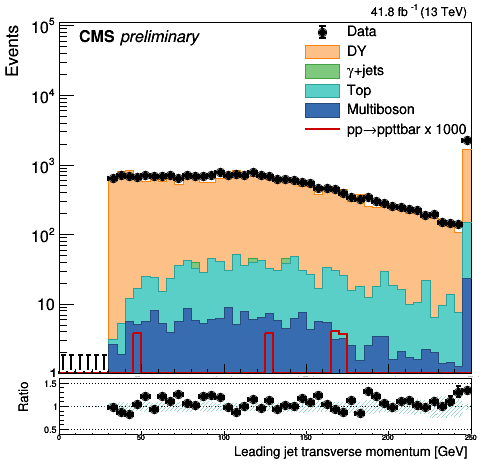 41.8 fb⁻¹ (13 TeV)
CMS preliminary
Events
10⁵
10⁴
10³
10²
10
1
Data
DY
γ+jets
Top
Multiboson
pp→ppttbar x 1000
Ratio
1.5
1
0.5
0 50 100 150 200 250
Leading jet transverse momentum [GeV]